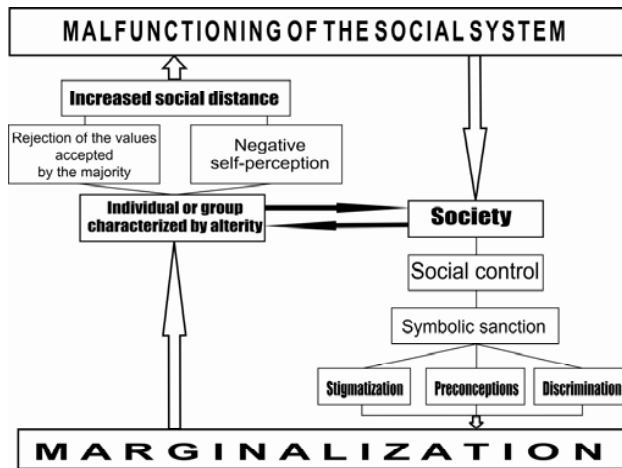 MALFUNCTIONING OF THE SOCIAL SYSTEM
Increased social distance
Rejection of the values
accepted
by the majority
Negative
self-perception
Individual or group
characterized by alterity
Society
Social control
Symbolic sanction
Stigmatization
Preconceptions
Discrimination
MARGINALIZATION